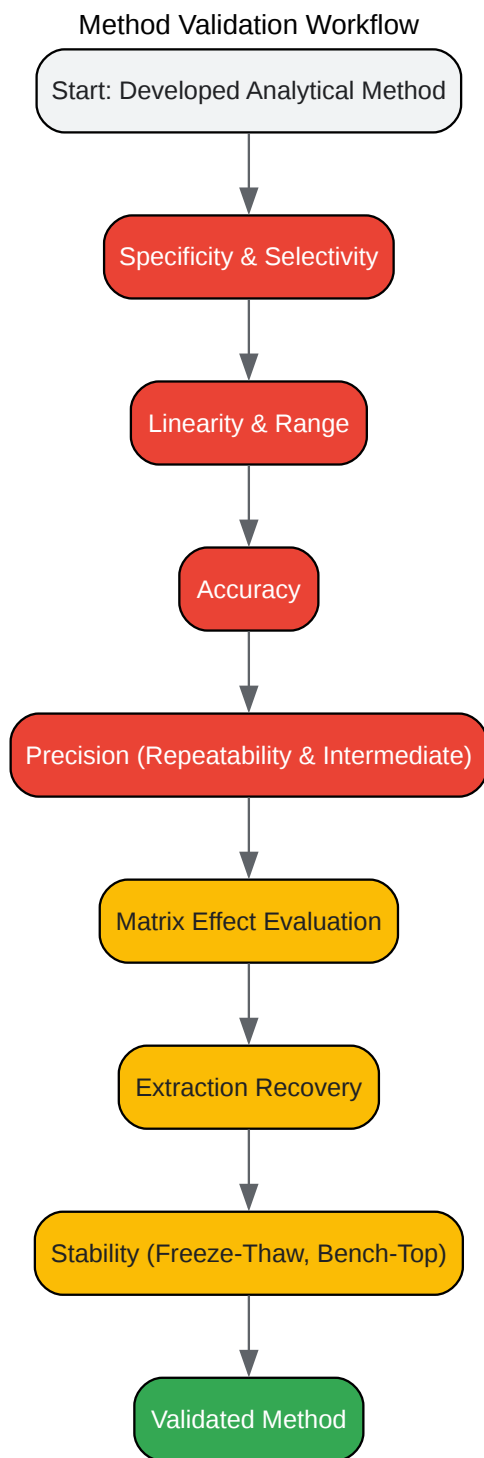 Method Validation Workflow
Start: Developed Analytical Method
Specificity & Selectivity
Linearity & Range
Accuracy
Precision (Repeatability & Intermediate)
Matrix Effect Evaluation
Extraction Recovery
Stability (Freeze-Thaw, Bench-Top)
Validated Method